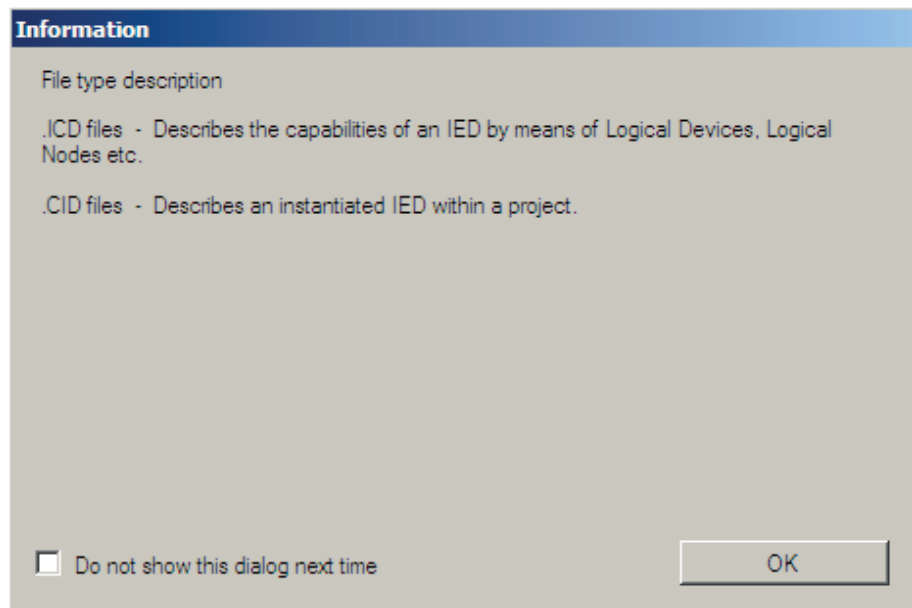 Information
File type description
.ICD files - Describes the capabilities of an IED by means of Logical Devices, Logical
Nodes etc.
.CID files - Describes an instantiated IED within a project.
Do not show this dialog next time
OK